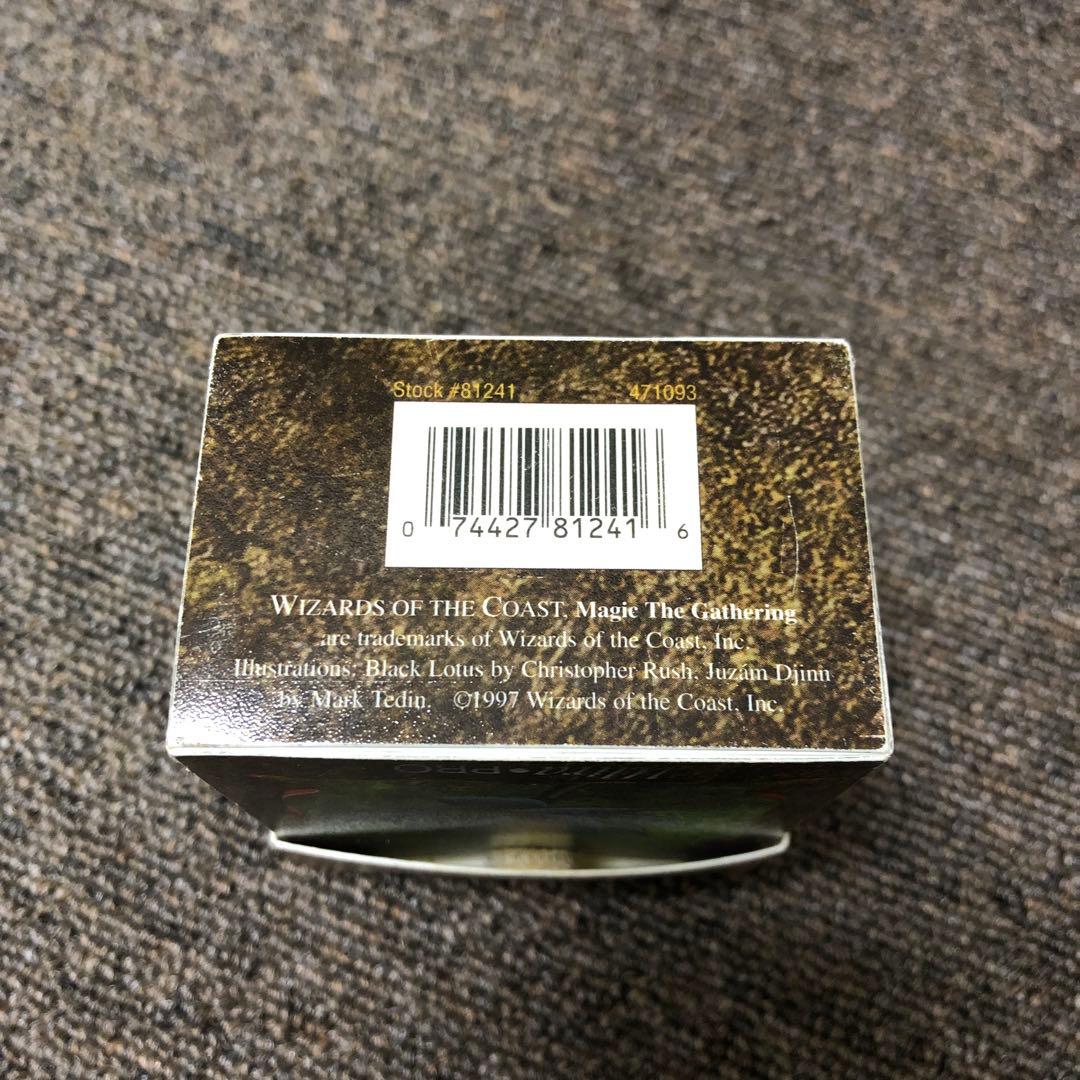 Stock #81241 471093
0 74427 81241 6
WIZARDS OF THE COAST, Magic The Gathering
are trademarks of Wizards of the Coast, Inc.
Illustrations: Black Lotus by Christopher Rush, Juzám Djinn
by Mark Tedin. ©1997 Wizards of the Coast, Inc.
Ultra•PRO